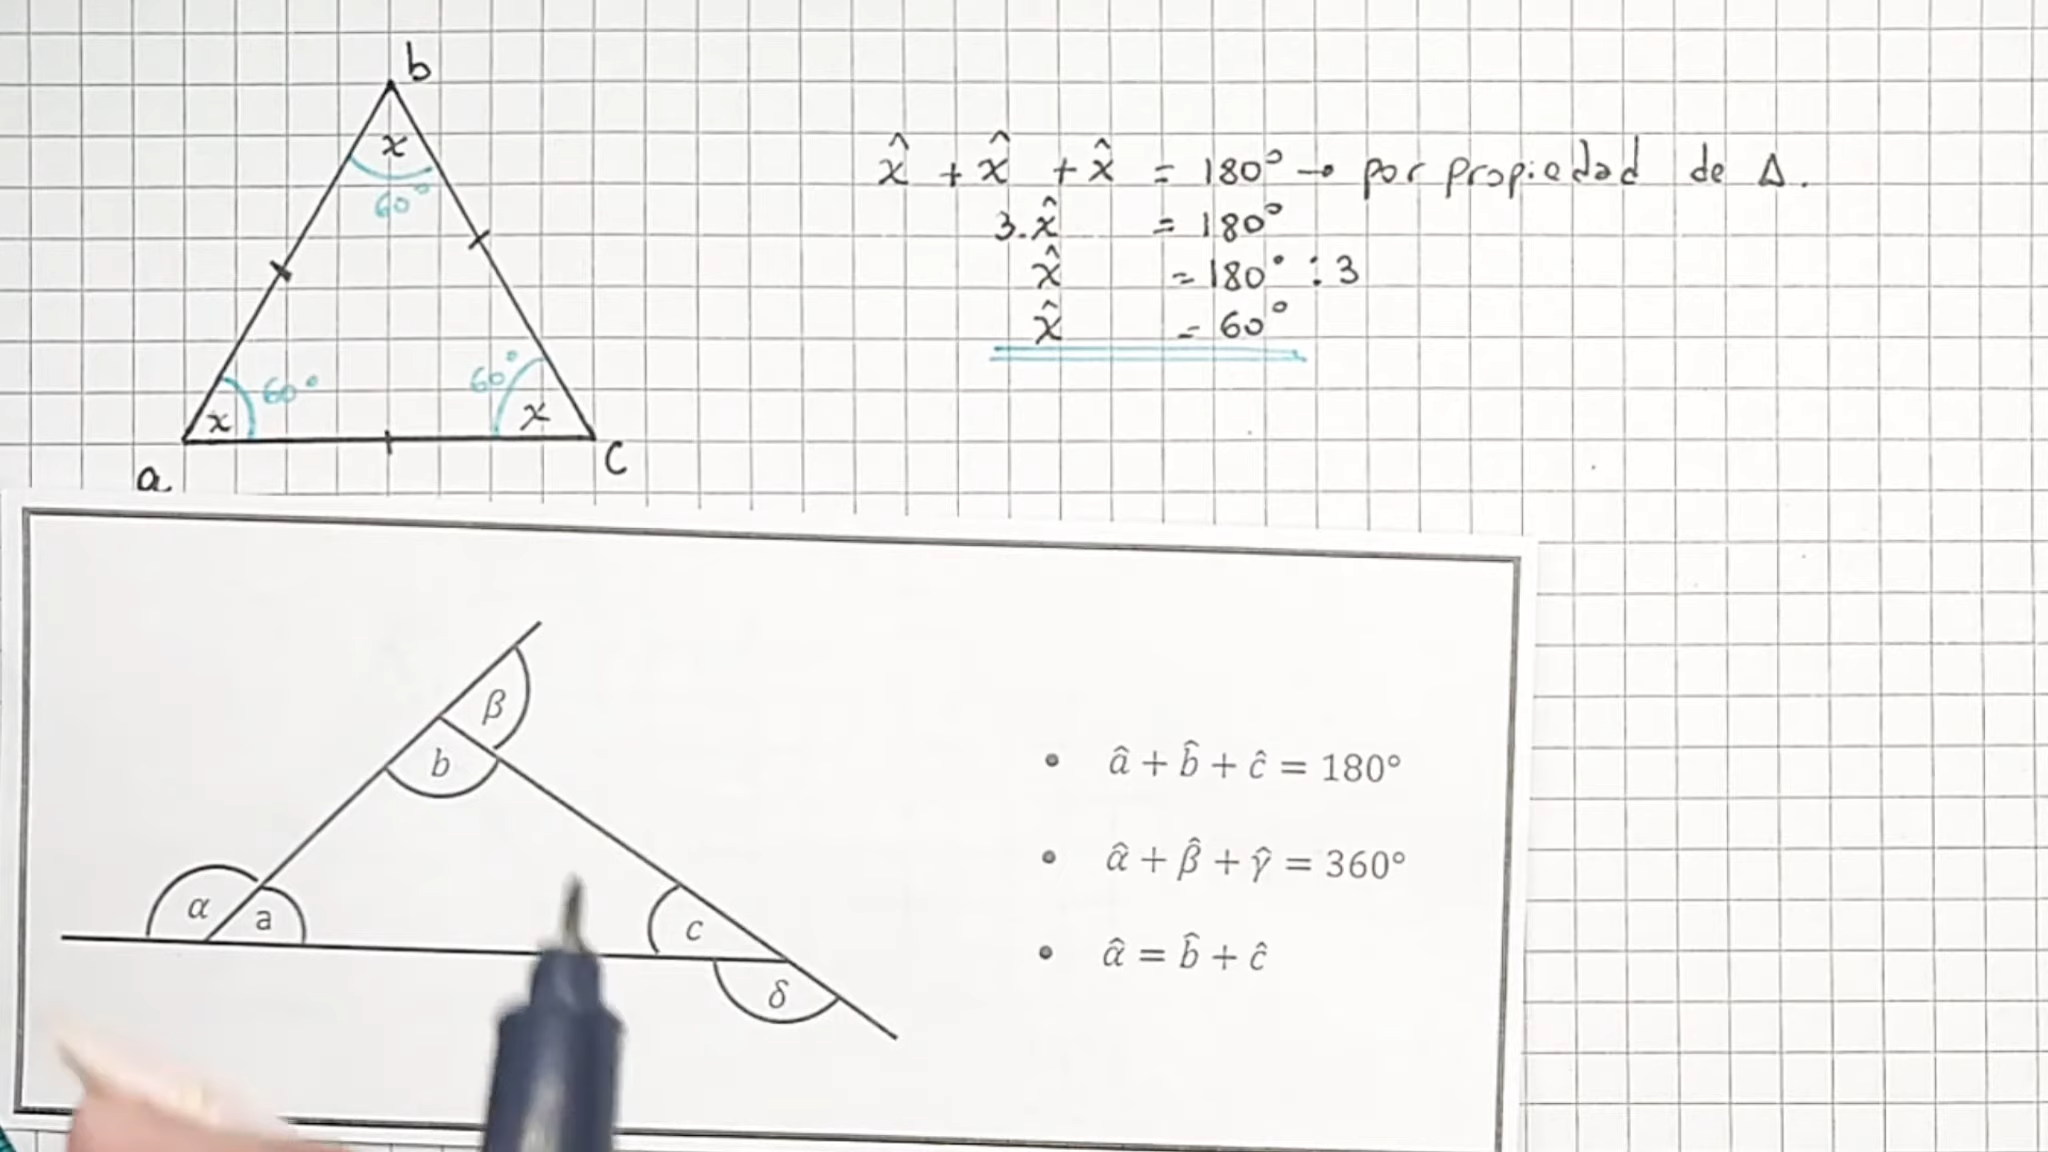 b
x
60°
60°
60°
x
x
a
c
x̂ + x̂ + x̂ = 180° → por propiedad de Δ.
3.x̂ = 180°
x̂ = 180° : 3
x̂ = 60°
β
b
α
a
c
δ
• â + b̂ + ĉ = 180°
• α̂ + β̂ + γ̂ = 360°
• α̂ = b̂ + ĉ